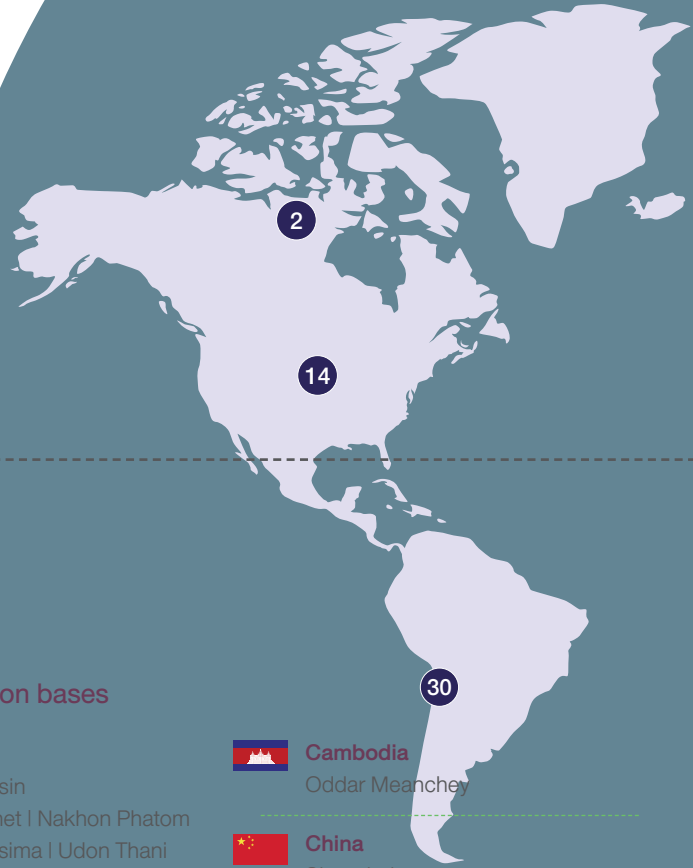 2
14
30
on bases
sin
net | Nakhon Phatom
sima | Udon Thani
Cambodia
Oddar Meanchey
China